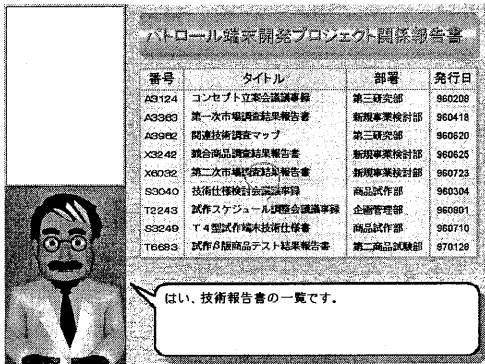 パトロール端末開発プロジェクト関係報告書
番号 タイトル 部署 発行日
A3124 コンセプト立案会議議事録 第三研究部 960208
A3363 第一次市場調査結果報告書 新規事業検討部 960418
A3982 関連技術調査マップ 第三研究部 960620
X3242 競合商品調査結果報告書 新規事業検討部 960625
X6032 第二次市場調査結果報告書 新規事業検討部 960723
S3040 技術仕様検討会議議事録 商品試作部 960304
T2243 試作スケジュール調整会議議事録 企画管理部 960801
S3249 T4型試作端末技術仕様書 商品試作部 960710
T6693 試作β版商品テスト結果報告書 第二商品試験部 970128
はい、技術報告書の一覧です。